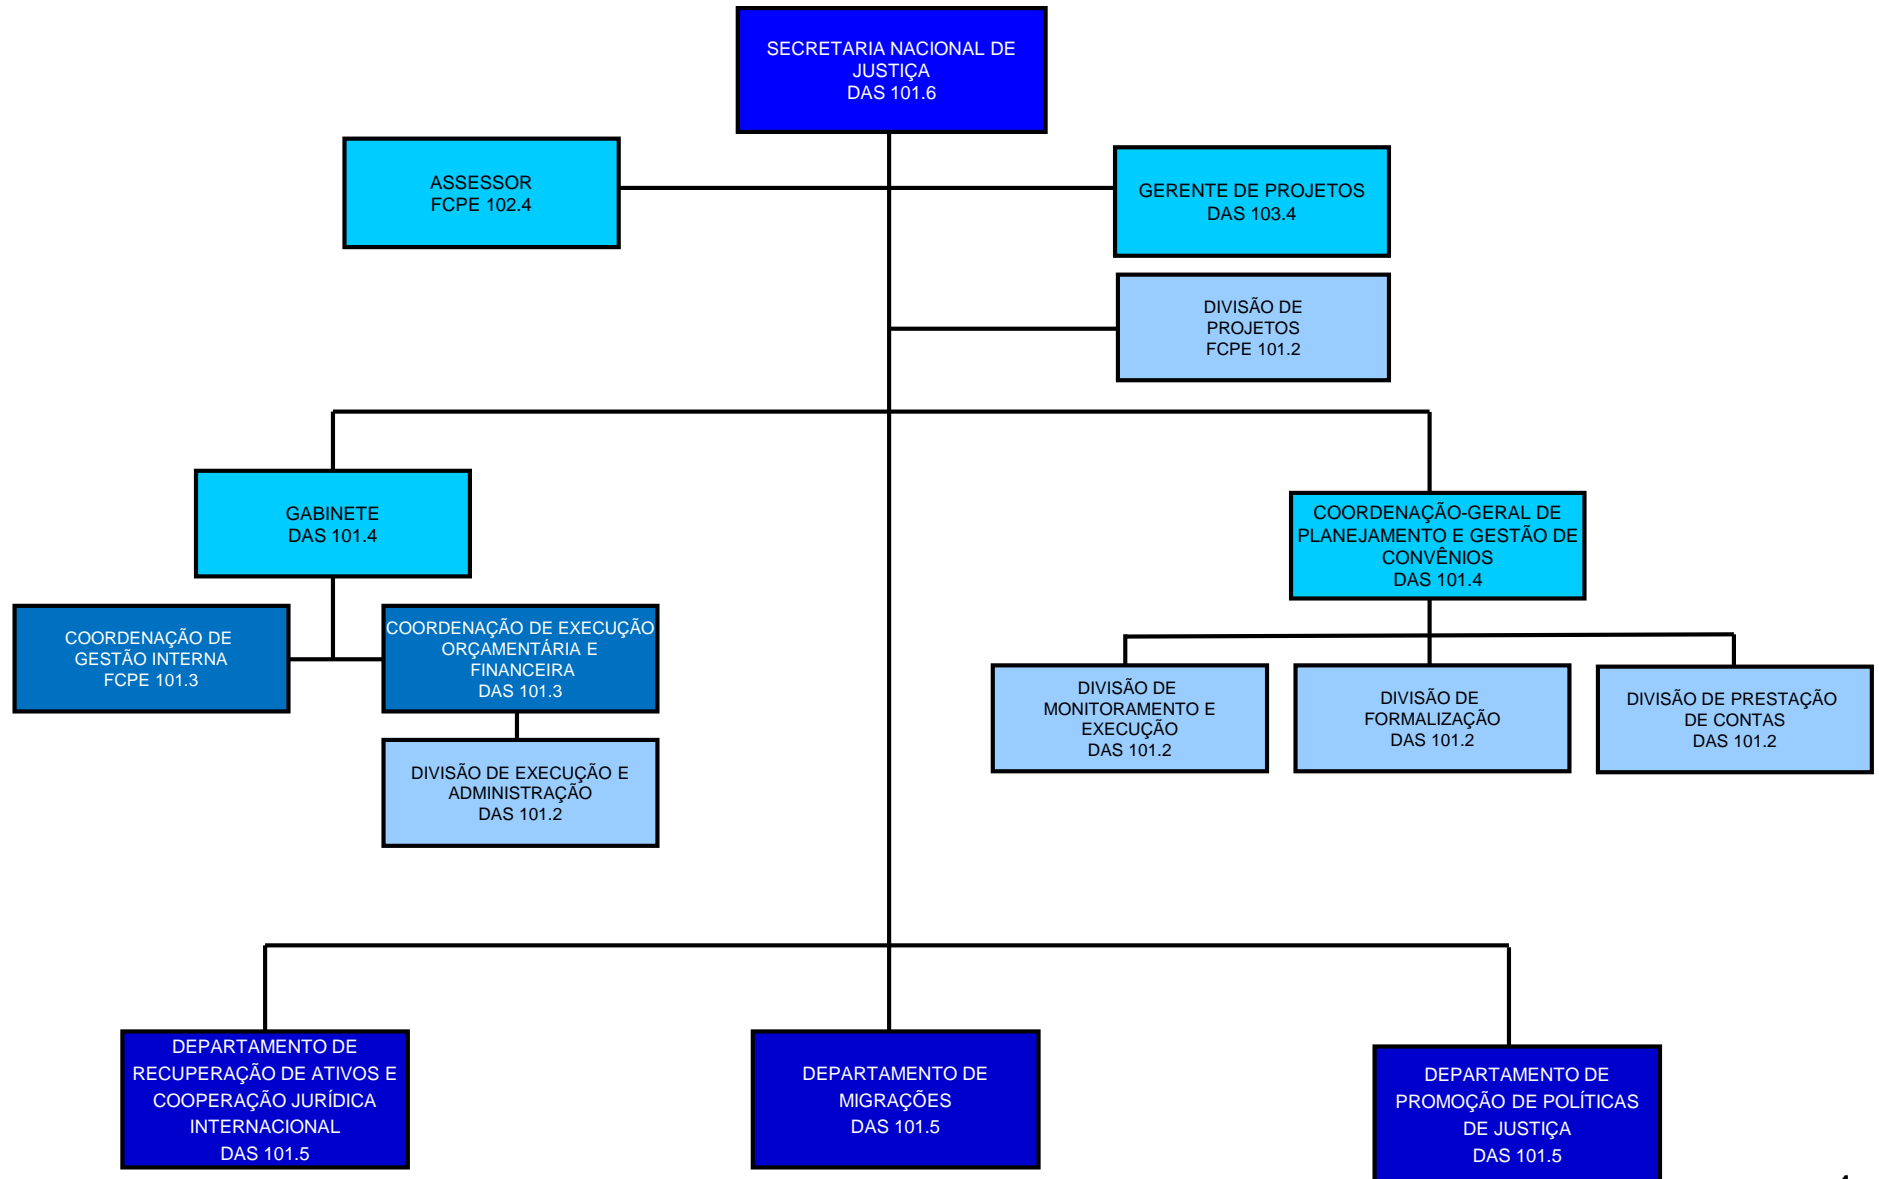 SECRETARIA NACIONAL DE
JUSTIÇA
DAS 101.6
ASSESSOR
FCPE 102.4
GERENTE DE PROJETOS
DAS 103.4
DIVISÃO DE
PROJETOS
FCPE 101.2
GABINETE
DAS 101.4
COORDENAÇÃO-GERAL DE
PLANEJAMENTO E GESTÃO DE
CONVÊNIOS
DAS 101.4
COORDENAÇÃO DE
GESTÃO INTERNA
FCPE 101.3
COORDENAÇÃO DE EXECUÇÃO
ORÇAMENTÁRIA E
FINANCEIRA
DAS 101.3
DIVISÃO DE EXECUÇÃO E
ADMINISTRAÇÃO
DAS 101.2
DIVISÃO DE
MONITORAMENTO E
EXECUÇÃO
DAS 101.2
DIVISÃO DE
FORMALIZAÇÃO
DAS 101.2
DIVISÃO DE PRESTAÇÃO
DE CONTAS
DAS 101.2
DEPARTAMENTO DE
RECUPERAÇÃO DE ATIVOS E
COOPERAÇÃO JURÍDICA
INTERNACIONAL
DAS 101.5
DEPARTAMENTO DE
MIGRAÇÕES
DAS 101.5
DEPARTAMENTO DE
PROMOÇÃO DE POLÍTICAS
DE JUSTIÇA
DAS 101.5